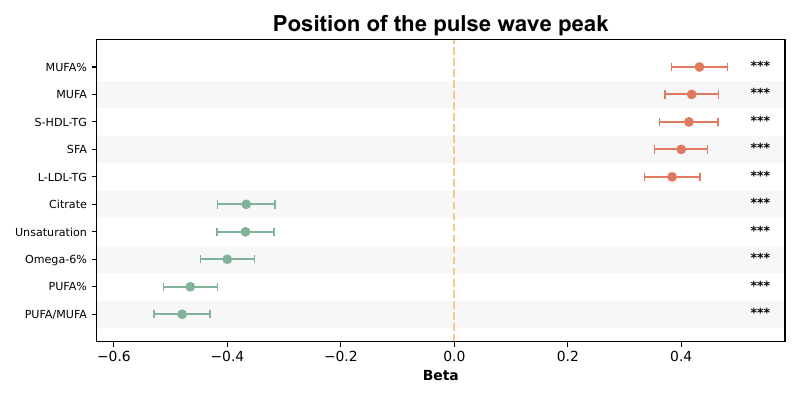 Position of the pulse wave peak
MUFA% ***
MUFA ***
S-HDL-TG ***
SFA ***
L-LDL-TG ***
Citrate ***
Unsaturation ***
Omega-6% ***
PUFA% ***
PUFA/MUFA ***
−0.6 −0.4 −0.2 0.0 0.2 0.4
Beta